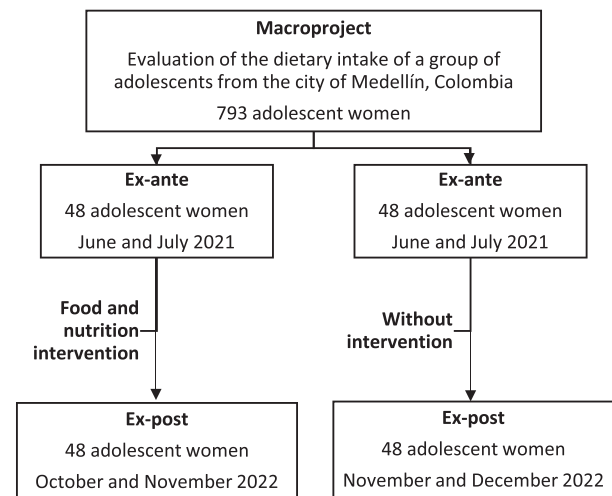 Macroproject
Evaluation of the dietary intake of a group of
adolescents from the city of Medellín, Colombia
793 adolescent women
Ex-ante
48 adolescent women
June and July 2021
Ex-ante
48 adolescent women
June and July 2021
Food and
nutrition
intervention
Without
intervention
Ex-post
48 adolescent women
October and November 2022
Ex-post
48 adolescent women
November and December 2022